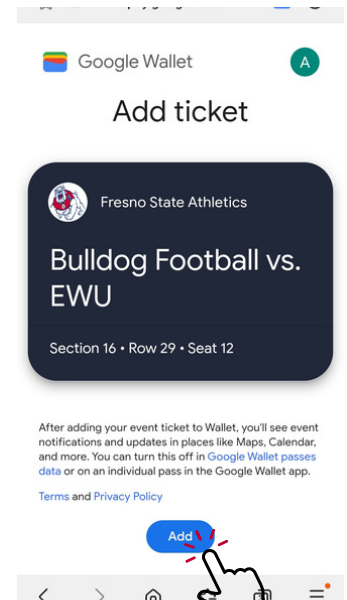 Google Wallet
A
Add ticket
Fresno State Athletics
Bulldog Football vs.
EWU
Section 16 • Row 29 • Seat 12
After adding your event ticket to Wallet, you'll see event
notifications and updates in places like Maps, Calendar,
and more. You can turn this off in Google Wallet passes
data or on an individual pass in the Google Wallet app.
Terms and Privacy Policy
Add